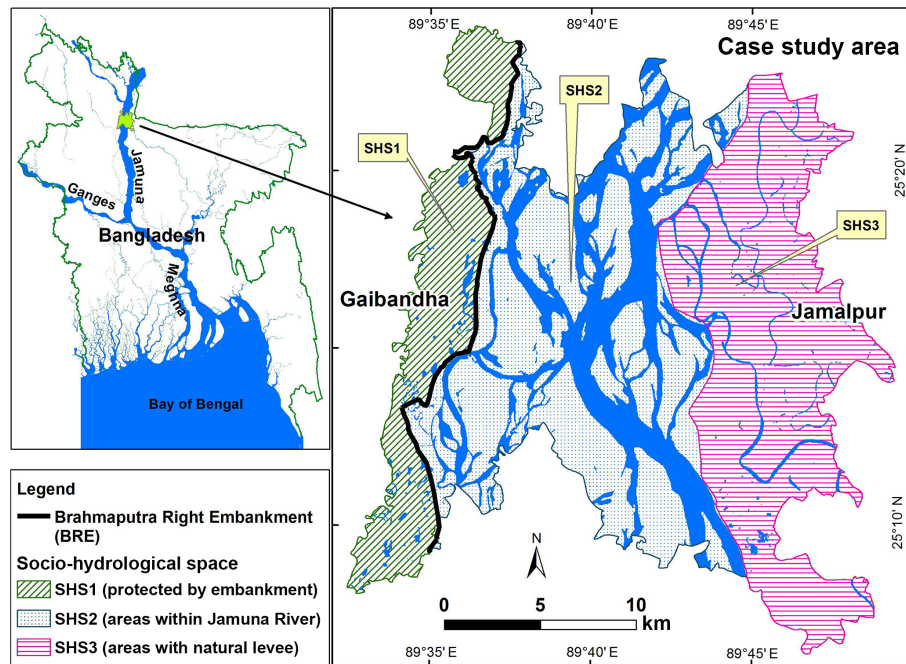 Jamuna
Ganges
Bangladesh
Meghna
Bay of Bengal
Legend
Brahmaputra Right Embankment
(BRE)
Socio-hydrological space
SHS1 (protected by embankment)
SHS2 (areas within Jamuna River)
SHS3 (areas with natural levee)
89°35' E
89°40' E
89°45' E
Case study area
SHS2
SHS1
25°20' N
SHS3
Gaibandha
Jamalpur
25°10' N
N
0
5
10
km
89°35' E
89°40' E
89°45' E